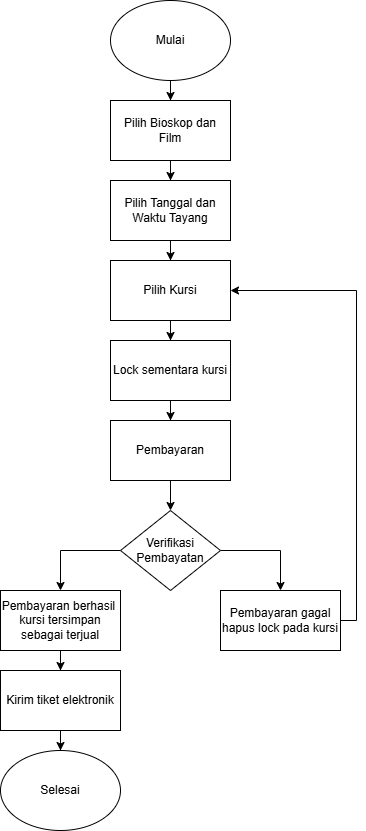 Mulai
Pilih Bioskop dan
Film
Pilih Tanggal dan
Waktu Tayang
Pilih Kursi
Lock sementara kursi
Pembayaran
Verifikasi
Pembayatan
Pembayaran berhasil
kursi tersimpan
sebagai terjual
Pembayaran gagal
hapus lock pada kursi
Kirim tiket elektronik
Selesai